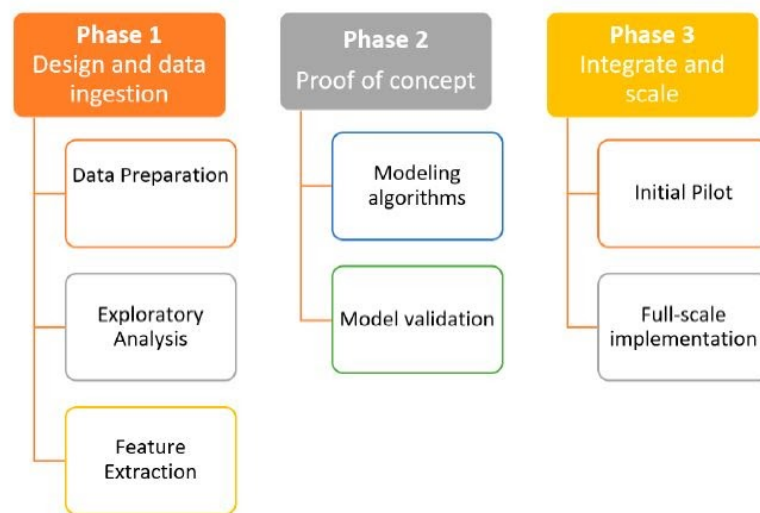 Phase 1
Design and data
ingestion
Data Preparation
Exploratory
Analysis
Feature
Extraction
Phase 2
Proof of concept
Modeling
algorithms
Model validation
Phase 3
Integrate and
scale
Initial Pilot
Full-scale
implementation